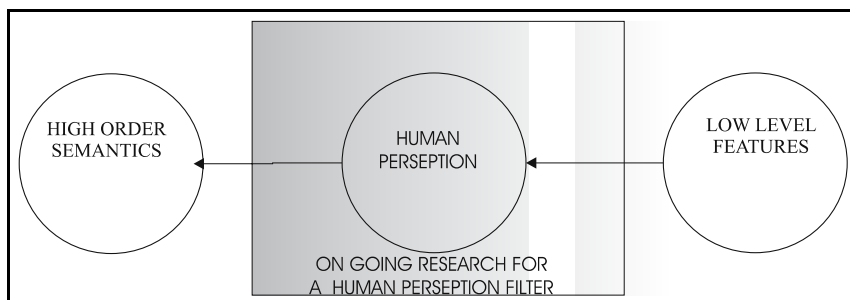 HIGH ORDER
SEMANTICS
HUMAN
PERSEPTION
LOW LEVEL
FEATURES
ON GOING RESEARCH FOR
A HUMAN PERSEPTION FILTER